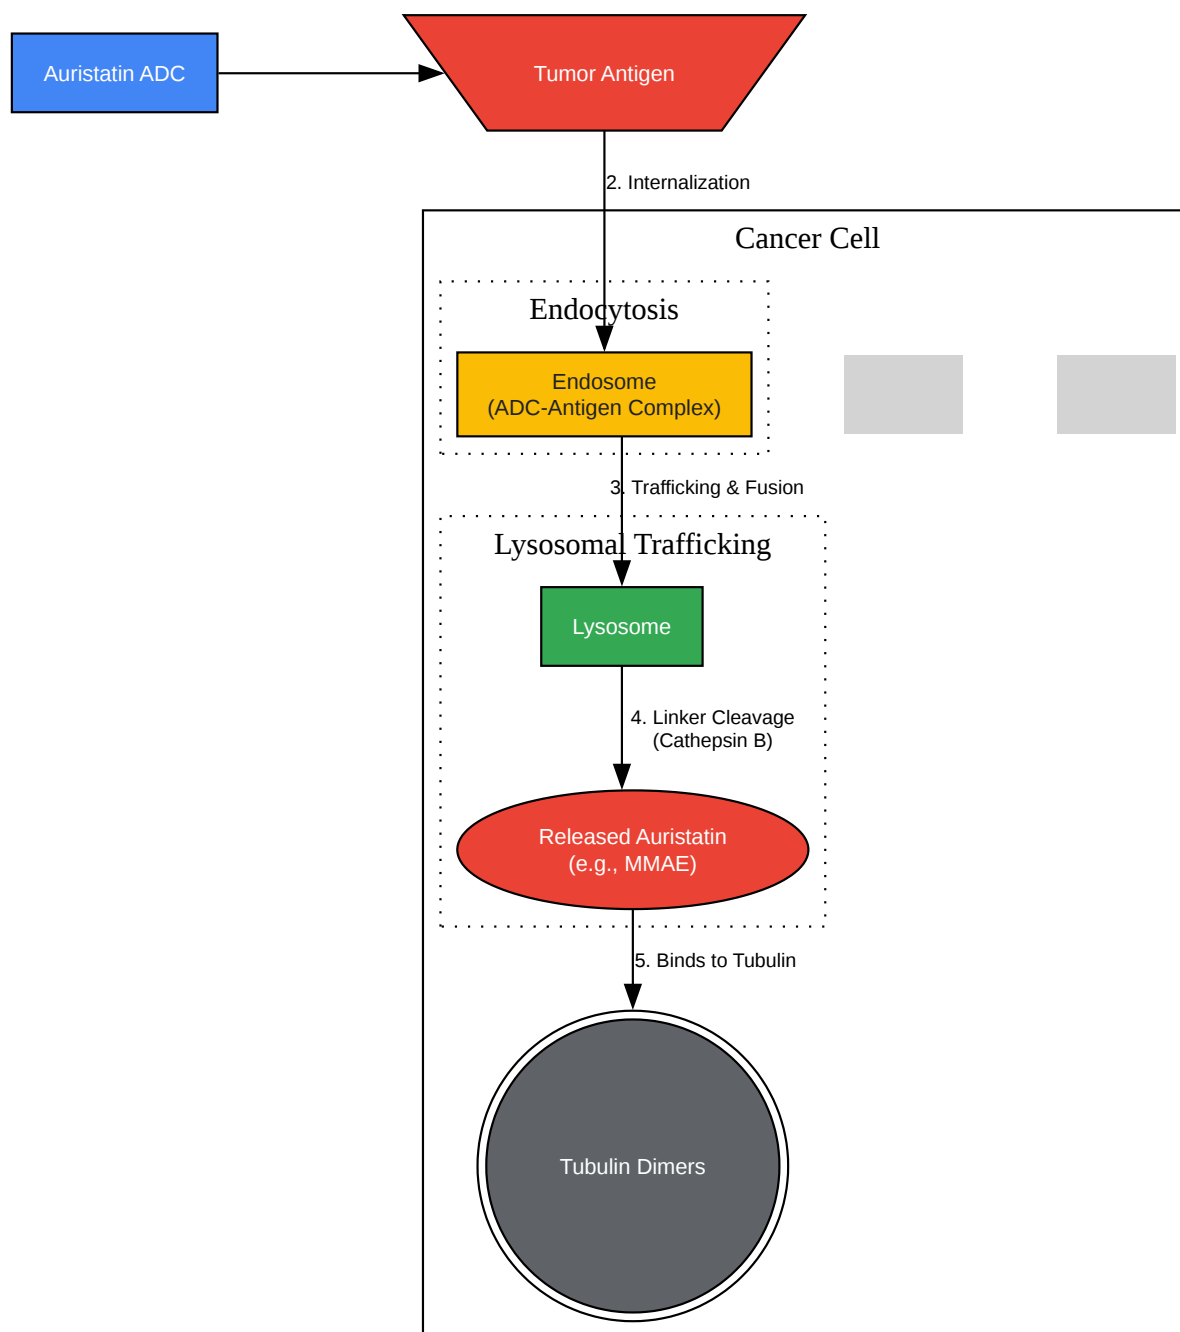 Auristatin ADC
Tumor Antigen
2. Internalization
Cancer Cell
Endocytosis
Endosome
(ADC-Antigen Complex)
3. Trafficking & Fusion
Lysosomal Trafficking
Lysosome
4. Linker Cleavage
(Cathepsin B)
Released Auristatin
(e.g., MMAE)
5. Binds to Tubulin
Tubulin Dimers